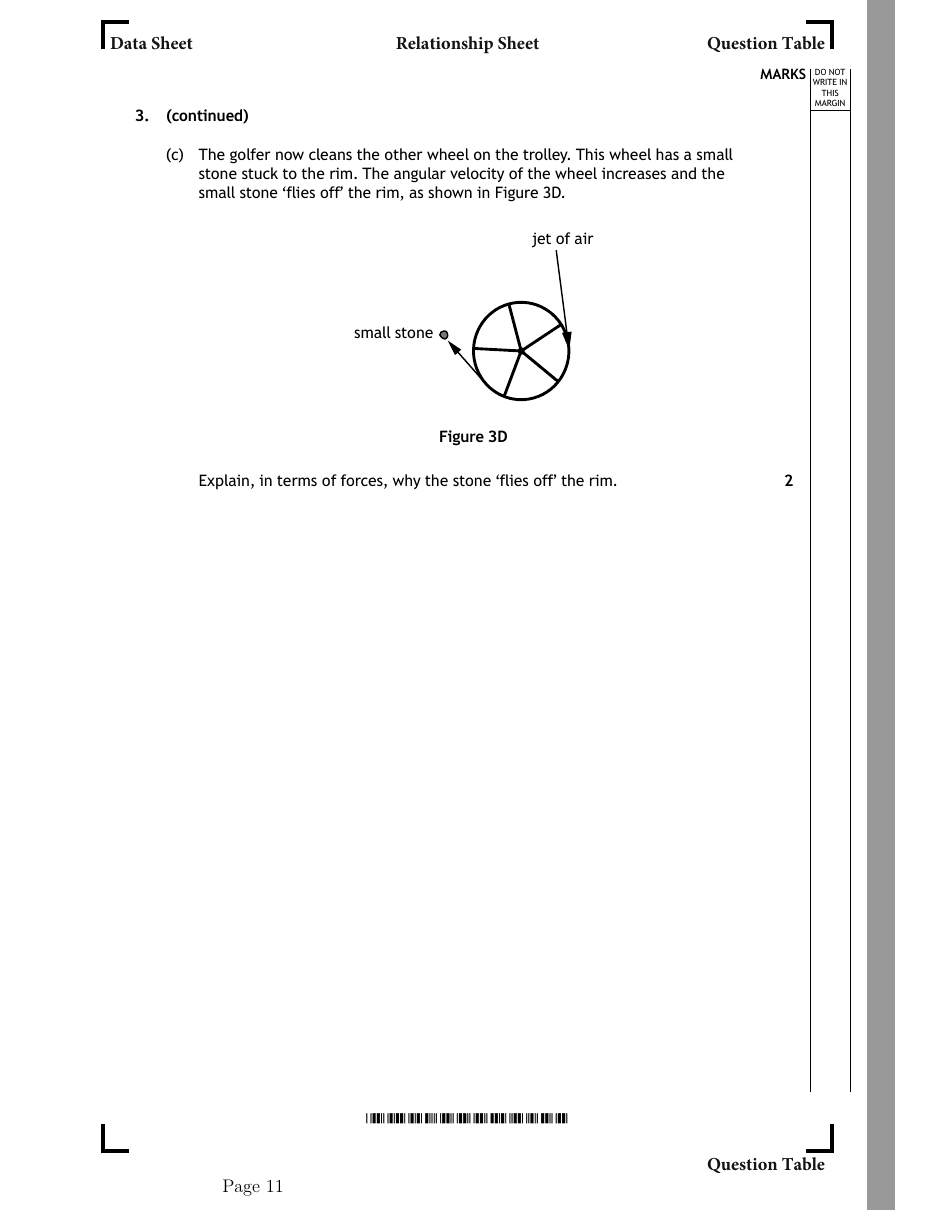 Data Sheet Relationship Sheet Question Table
MARKS
DO NOT
WRITE IN
THIS
MARGIN
3. (continued)
(c) The golfer now cleans the other wheel on the trolley. This wheel has a small
stone stuck to the rim. The angular velocity of the wheel increases and the
small stone ‘flies off’ the rim, as shown in Figure 3D.
jet of air
small stone
Figure 3D
Explain, in terms of forces, why the stone ‘flies off’ the rim. 2
Question Table
Page 11